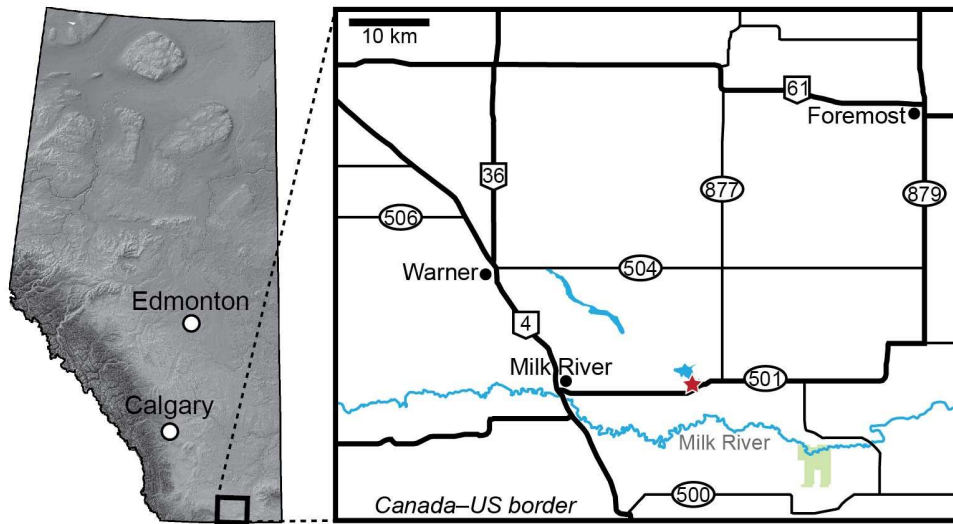 Edmonton
Calgary
10 km
61
Foremost
36
877
879
506
Warner
504
4
Milk River
501
Milk River
500
Canada–US border